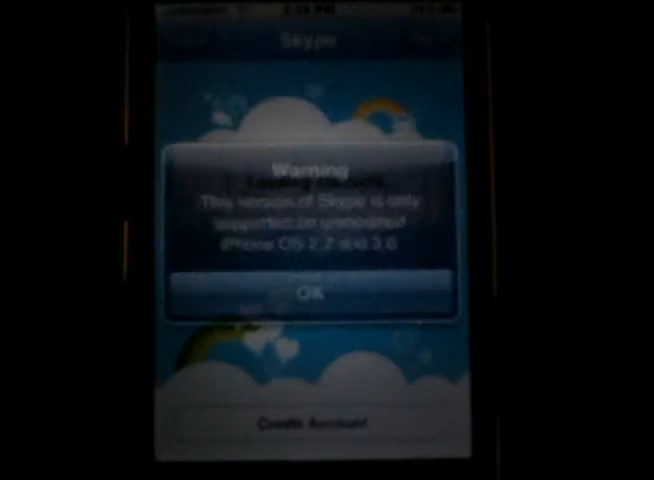 Skype
Warning
This version of Skype is only
supported on unmodified
iPhone OS 2.2 and 3.0
OK
Create Account